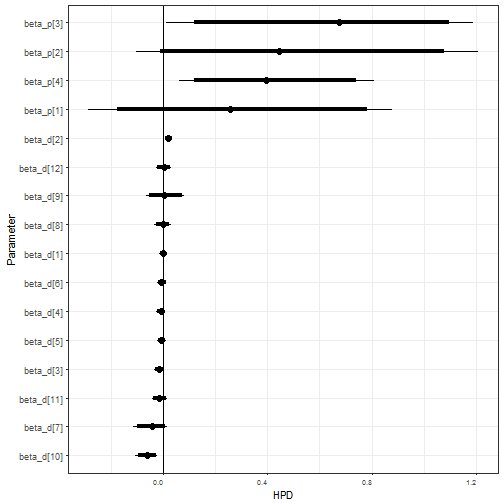 beta_p[3]
beta_p[2]
beta_p[4]
beta_p[1]
beta_d[2]
beta_d[12]
beta_d[9]
beta_d[8]
beta_d[1]
beta_d[6]
beta_d[4]
beta_d[5]
beta_d[3]
beta_d[11]
beta_d[7]
beta_d[10]
Parameter
0.0 0.4 0.8 1.2
HPD